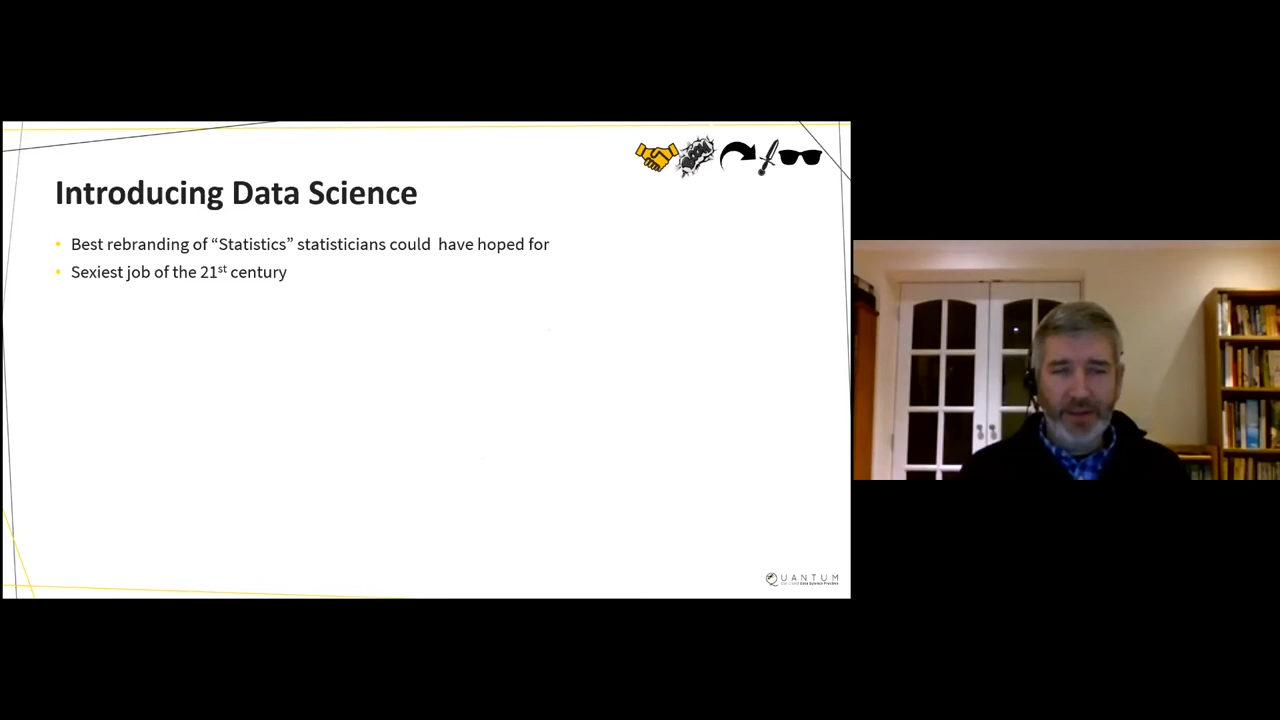 BOOM
Introducing Data Science
• Best rebranding of “Statistics” statisticians could have hoped for
• Sexiest job of the 21st century
QUANTUM